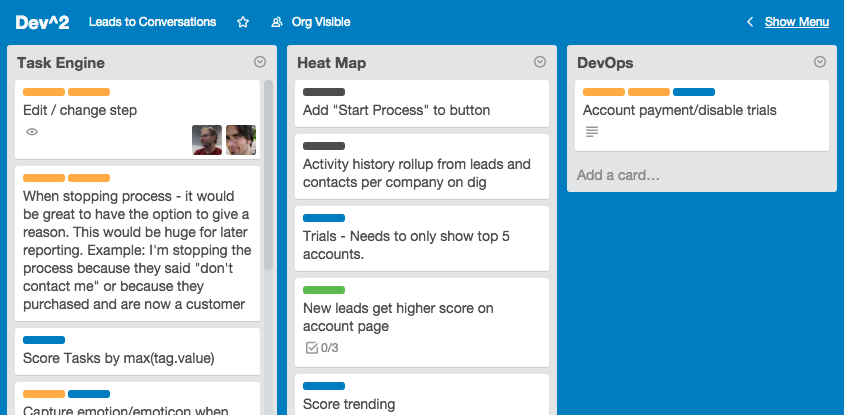 Dev^2 Leads to Conversations Org Visible Show Menu
Task Engine
Edit / change step
When stopping process - it would
be great to have the option to give a
reason. This would be huge for later
reporting. Example: I'm stopping the
process because they said "don't
contact me" or because they
purchased and are now a customer
Score Tasks by max(tag.value)
Capture emotion/emoticon when
Heat Map
Add "Start Process" to button
Activity history rollup from leads and
contacts per company on dig
Trials - Needs to only show top 5
accounts.
New leads get higher score on
account page
0/3
Score trending
DevOps
Account payment/disable trials
Add a card…